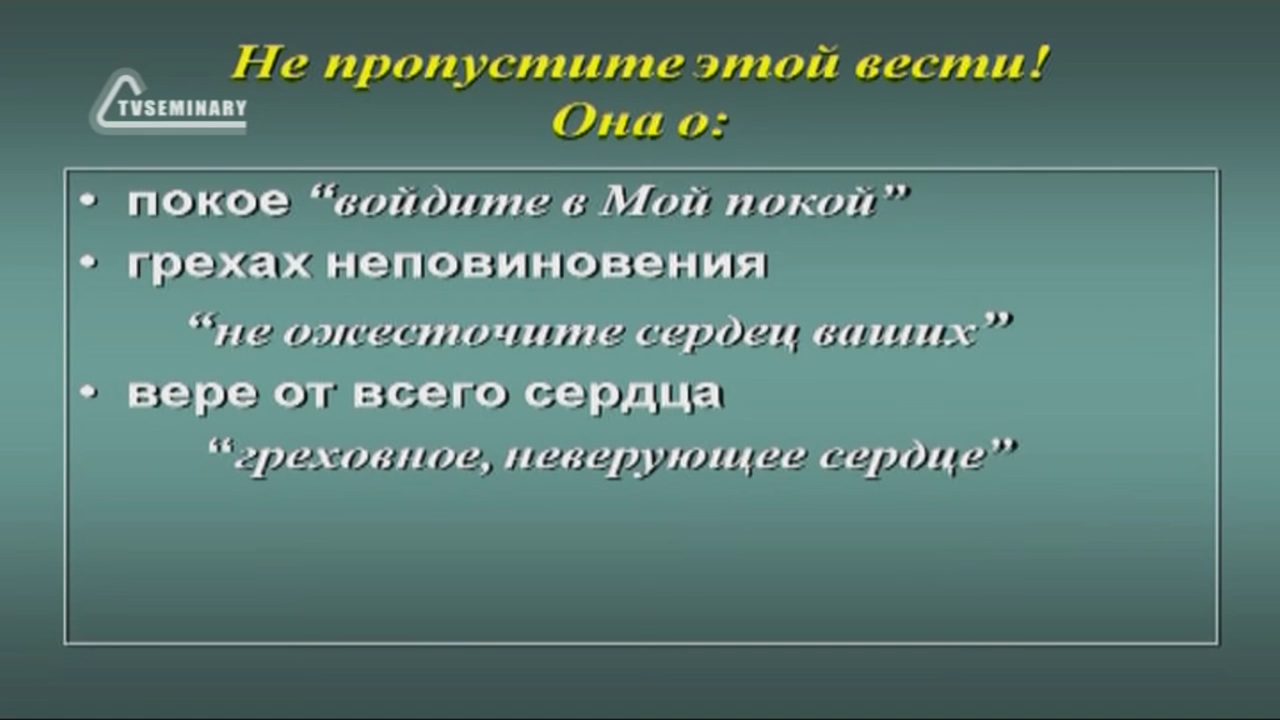 Не пропустите этой вести!
TVSEMINARY
Она о:
• покое “войдите в Мой покой”
• грехах неповиновения
“не ожесточите сердец ваших”
• вере от всего сердца
“греховное, неверующее сердце”